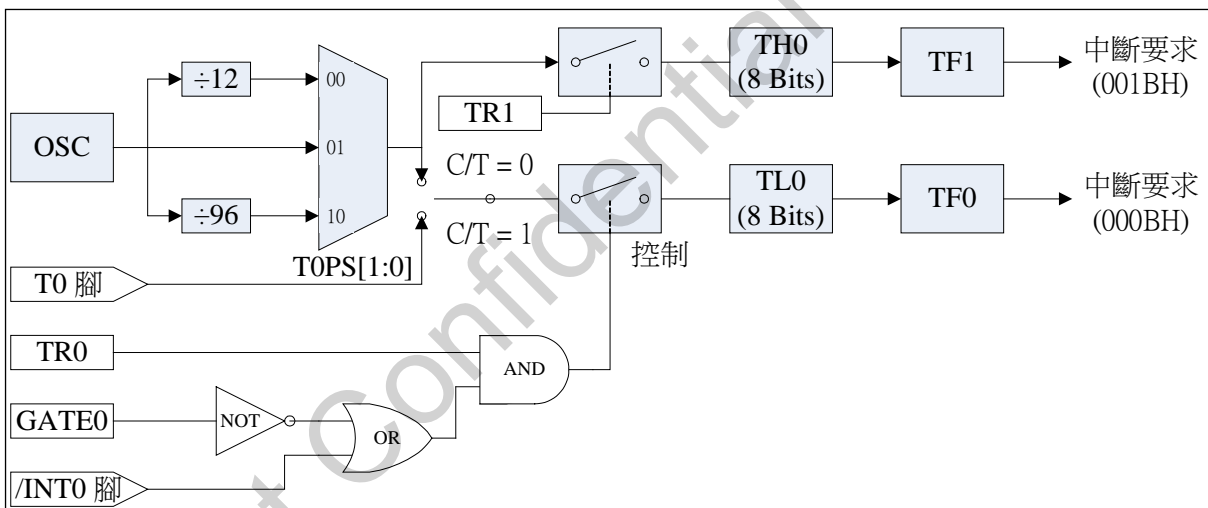 ÷12
00
TH0
(8 Bits)
TF1
中斷要求
(001BH)
TR1
OSC
01
C/T = 0
÷96
10
C/T = 1
TL0
(8 Bits)
TF0
中斷要求
(000BH)
控制
T0PS[1:0]
T0 腳
TR0
AND
GATE0
NOT
OR
/INT0 腳
t Confidential